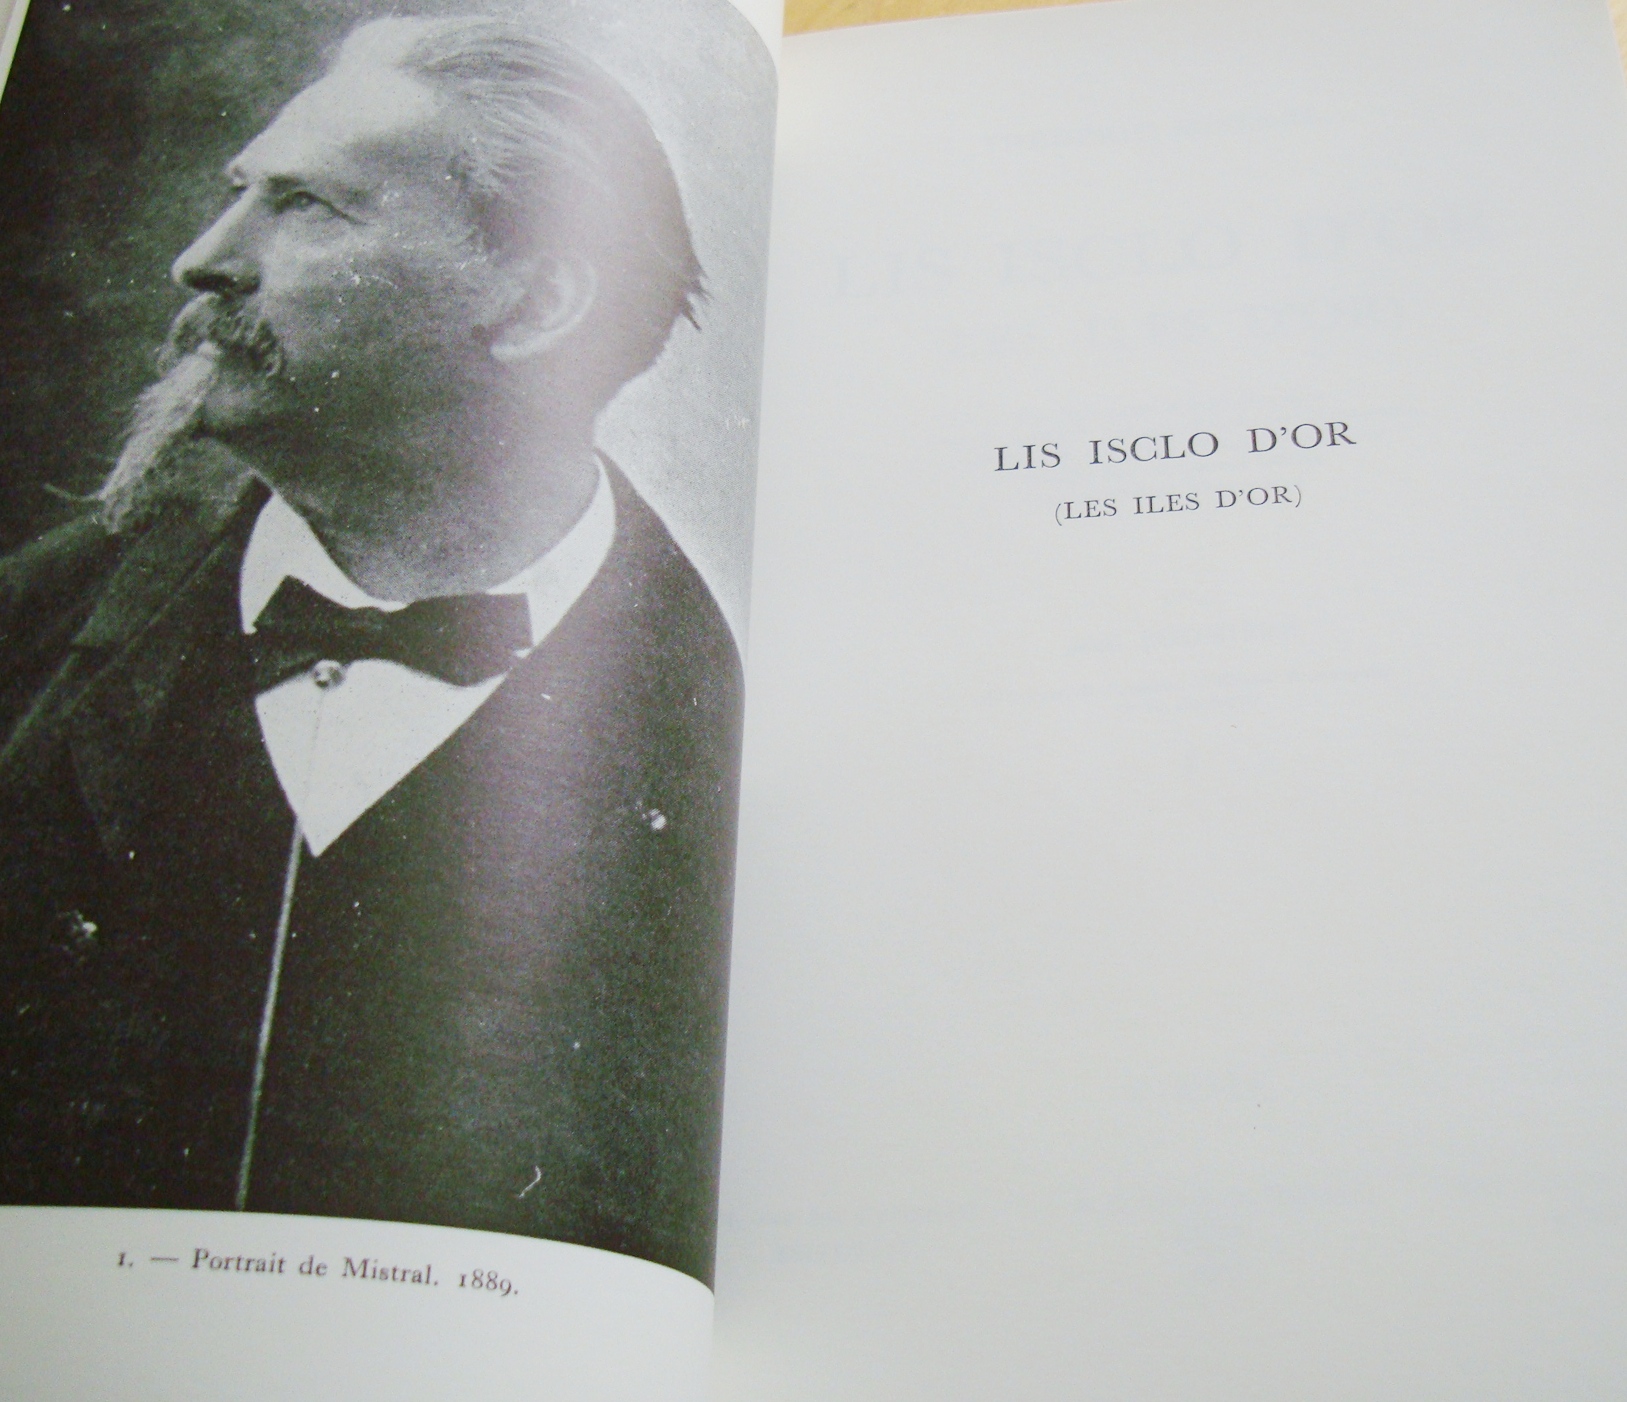 1. — Portrait de Mistral. 1889.
LIS ISCLO D'OR
(LES ILES D'OR)